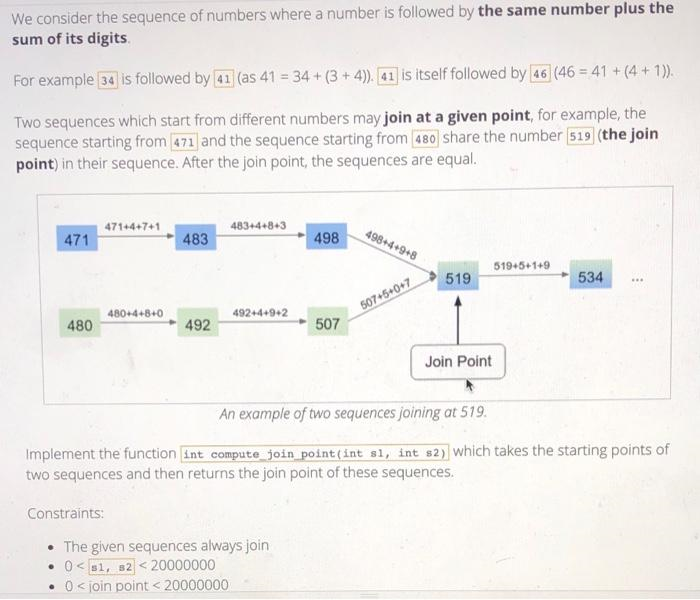 We consider the sequence of numbers where a number is followed by the same number plus the
sum of its digits.
For example 34 is followed by 41 (as 41 = 34 + (3 + 4)). 41 is itself followed by 46 (46 = 41 + (4 + 1)).
Two sequences which start from different numbers may join at a given point, for example, the
sequence starting from 471 and the sequence starting from 480 share the number 519 (the join
point) in their sequence. After the join point, the sequences are equal.
471
471+4+7+1
483
483+4+8+3
498
498+4+9+8
519
519+5+1+9
534
...
480
480+4+8+0
492
492+4+9+2
507
507+5+0+7
Join Point
An example of two sequences joining at 519.
Implement the function int compute_join_point(int s1, int s2) which takes the starting points of
two sequences and then returns the join point of these sequences.
Constraints:
• The given sequences always join
• 0 < s1, s2 < 20000000
• 0 < join point < 20000000